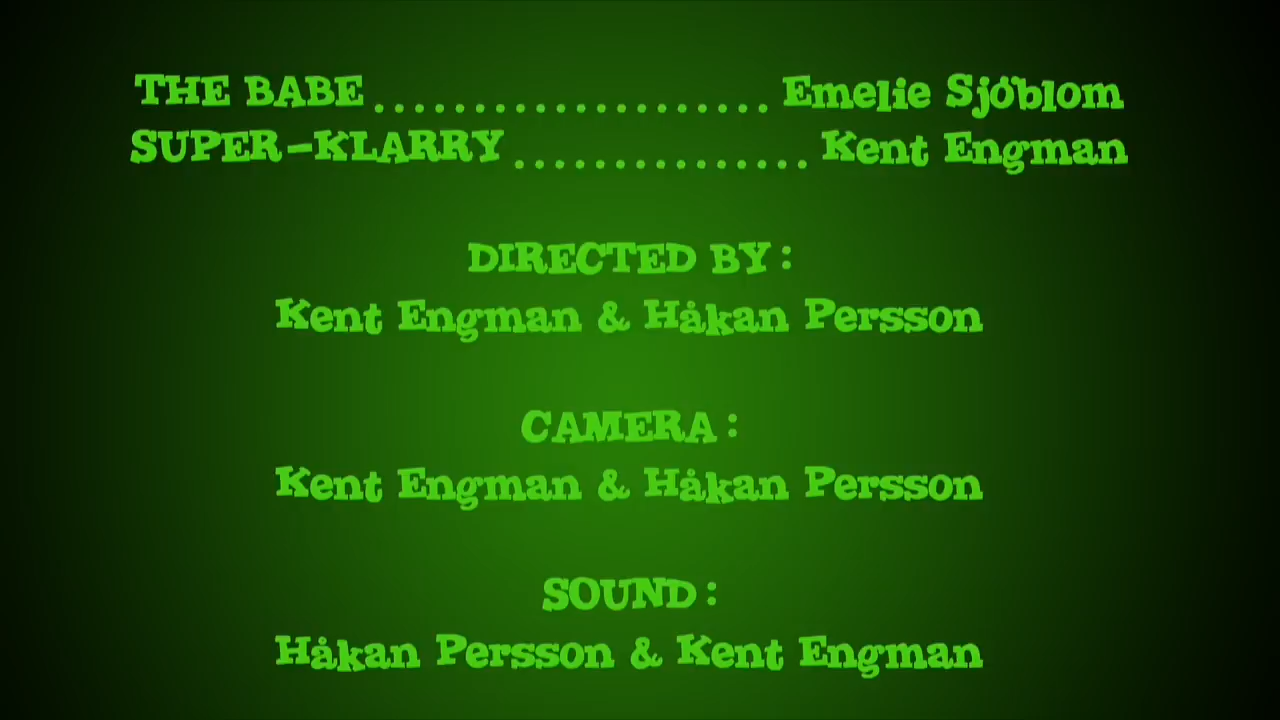 THE BABE.................... Emelie Sjöblom
SUPER-KLARRY............... Kent Engman
DIRECTED BY:
Kent Engman & Håkan Persson
CAMERA:
Kent Engman & Håkan Persson
SOUND:
Håkan Persson & Kent Engman